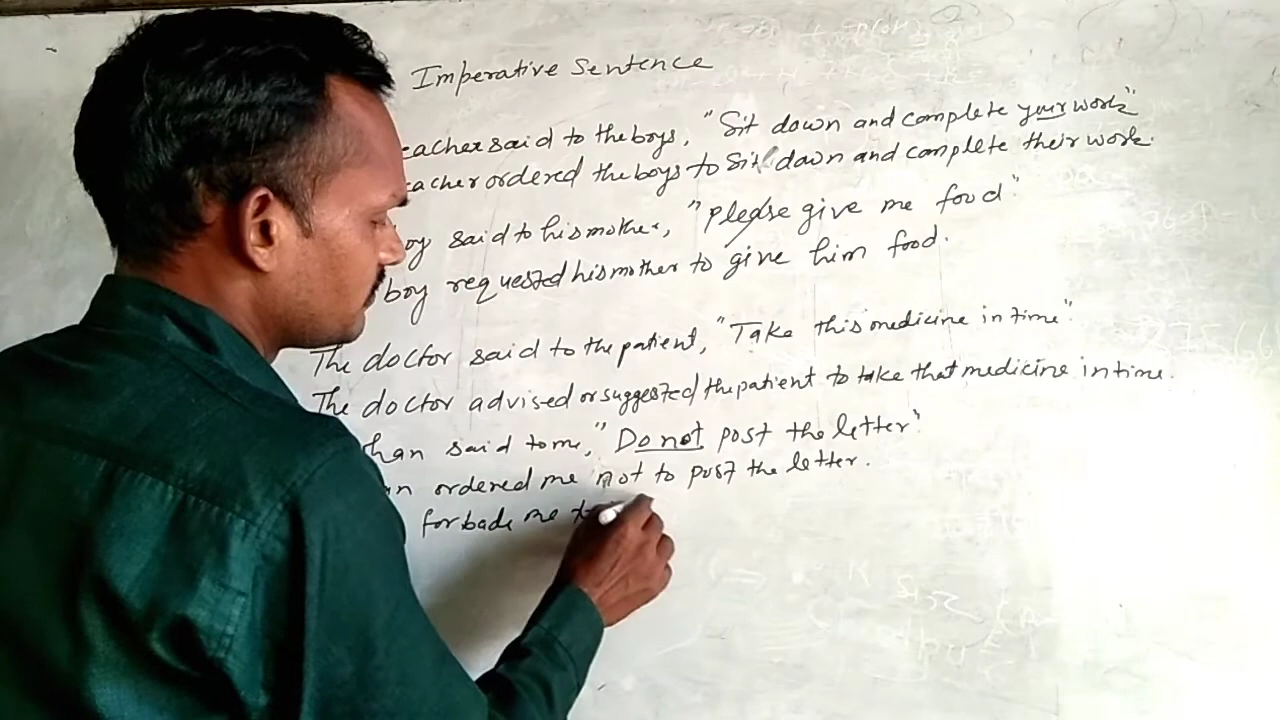 Imperative Sentence
eacher said to the boys, "Sit down and complete your work"
eacher ordered the boys to sit down and complete their work.
oy said to his mother, "please give me food"
boy requested his mother to give him food.
The doctor said to the patient, "Take this medicine in time"
The doctor advised or suggested the patient to take that medicine in time.
han said to me, "Do not post the letter"
n ordered me not to post the letter.
forbade me to